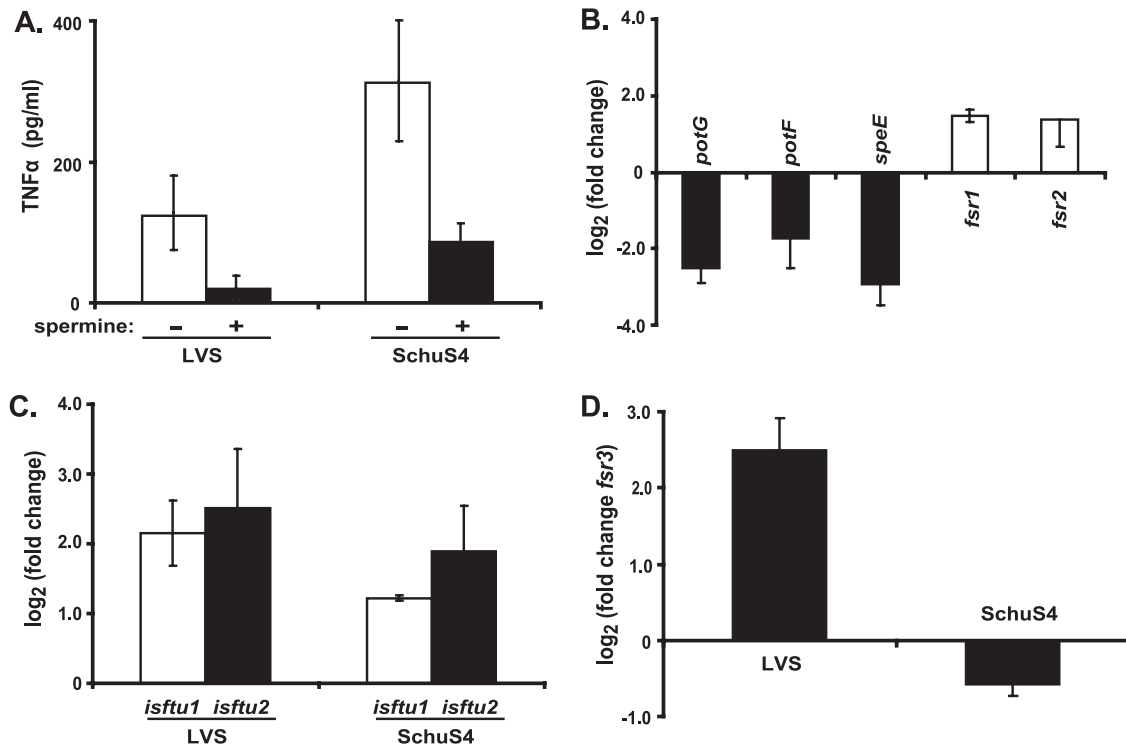 A.
400
200
0
TNFα (pg/ml)
spermine: – + – +
LVS SchuS4
B.
4.0
2.0
0
-2.0
-4.0
log2 (fold change)
potG potF speE fsr1 fsr2
C.
4.0
3.0
2.0
1.0
0
log2 (fold change)
isftu1 isftu2 isftu1 isftu2
LVS SchuS4
D.
3.0
2.0
1.0
0
-1.0
log2 (fold change fsr3)
LVS
SchuS4